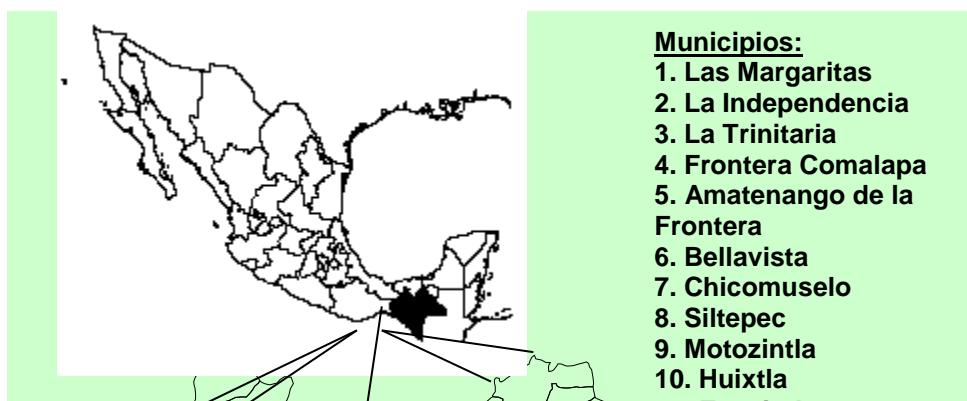 Municipios:
1. Las Margaritas
2. La Independencia
3. La Trinitaria
4. Frontera Comalapa
5. Amatenango de la
Frontera
6. Bellavista
7. Chicomuselo
8. Siltepec
9. Motozintla
10. Huixtla